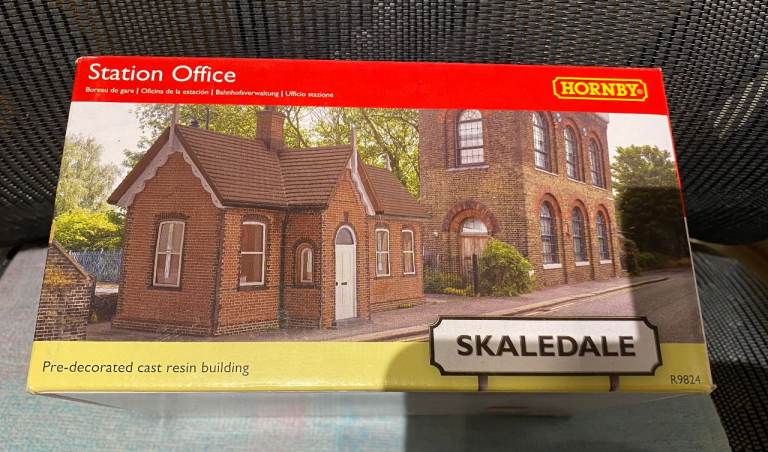 Station Office
Bureau de gare | Oficina de la estación | Bahnhofsverwaltung | Ufficio stazione
HORNBY®
SKALEDALE
Pre-decorated cast resin building
R9824